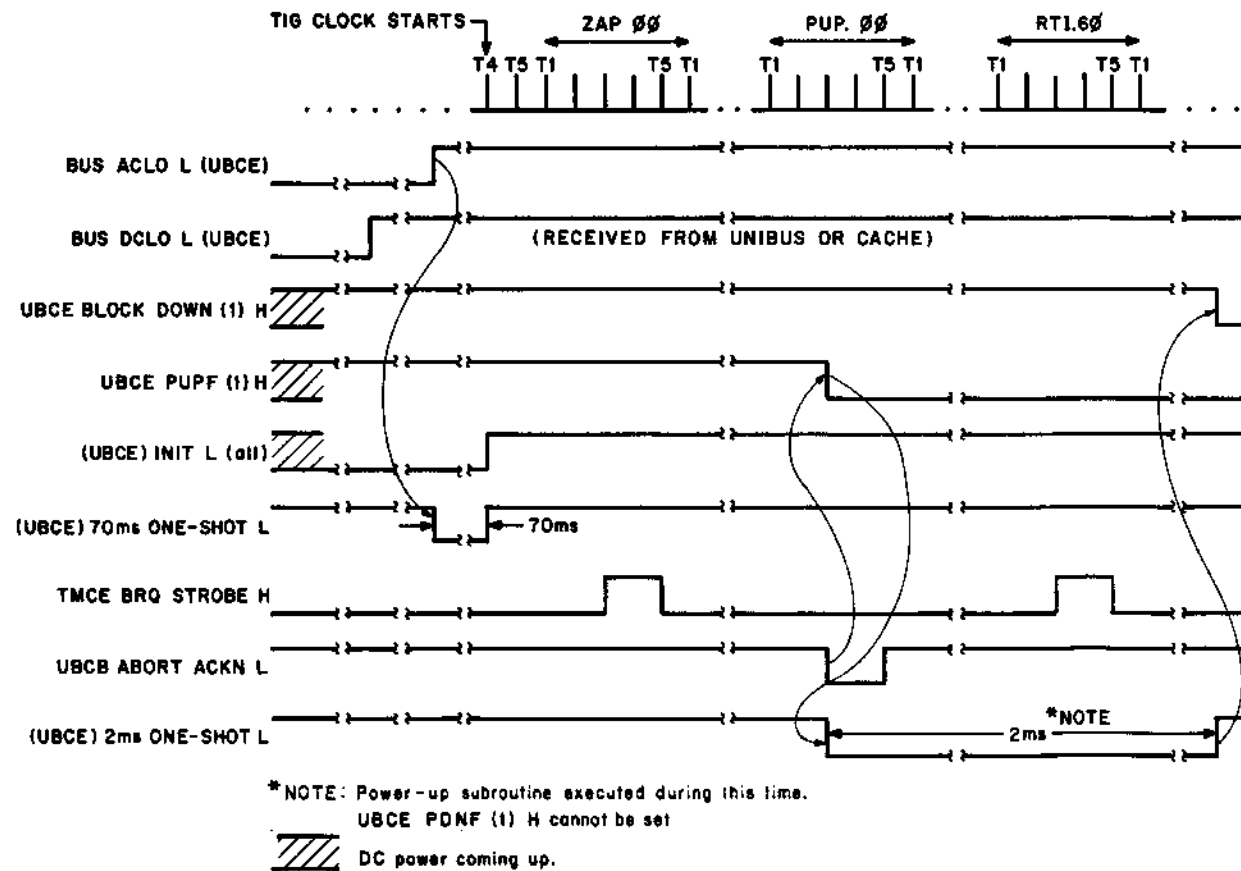 TIG CLOCK STARTS
ZAP ØØ
PUP. ØØ
RTI.6Ø
T4 T5 T1 T5 T1 T1 T5 T1 T1 T5 T1
BUS ACLO L (UBCE)
BUS DCLO L (UBCE)
(RECEIVED FROM UNIBUS OR CACHE)
UBCE BLOCK DOWN (1) H
UBCE PUPF (1) H
(UBCE) INIT L (all)
(UBCE) 70ms ONE-SHOT L
70ms
TMCE BRQ STROBE H
UBCB ABORT ACKN L
*NOTE
(UBCE) 2ms ONE-SHOT L
2ms
*NOTE: Power-up subroutine executed during this time.
UBCE PDNF (1) H cannot be set
DC power coming up.